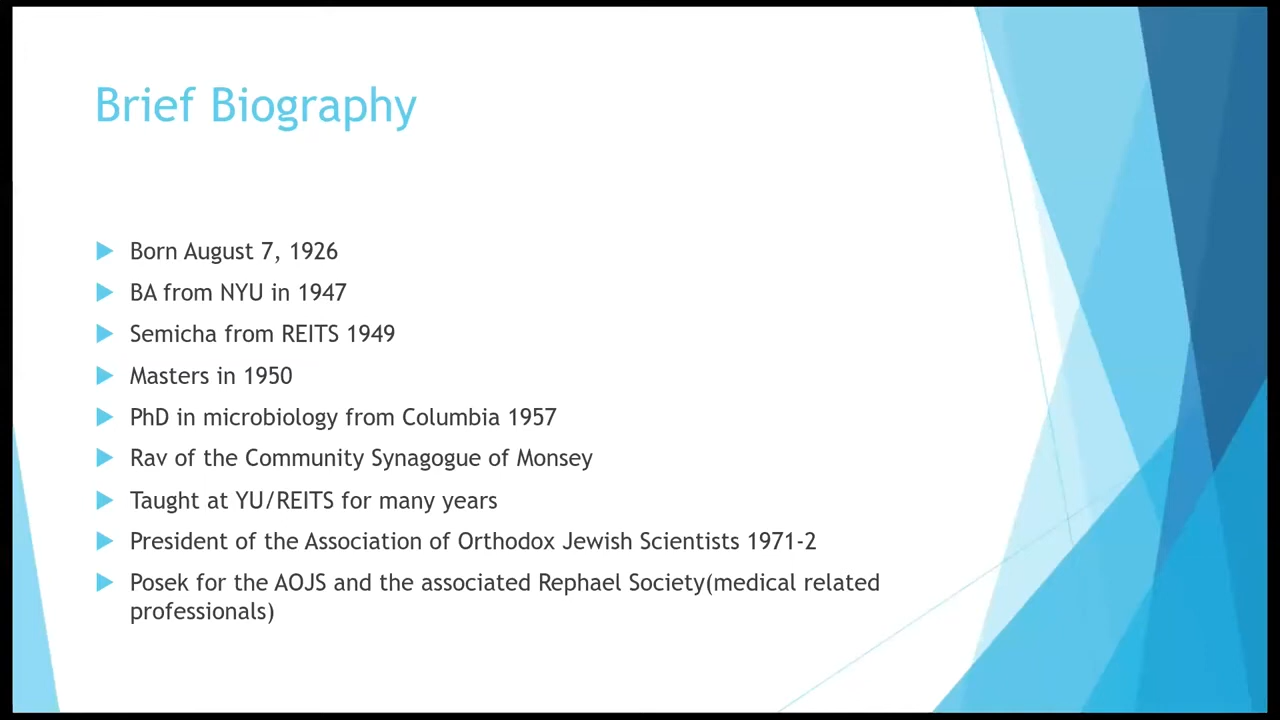 Brief Biography
Born August 7, 1926
BA from NYU in 1947
Semicha from REITS 1949
Masters in 1950
PhD in microbiology from Columbia 1957
Rav of the Community Synagogue of Monsey
Taught at YU/REITS for many years
President of the Association of Orthodox Jewish Scientists 1971-2
Posek for the AOJS and the associated Rephael Society(medical related
professionals)